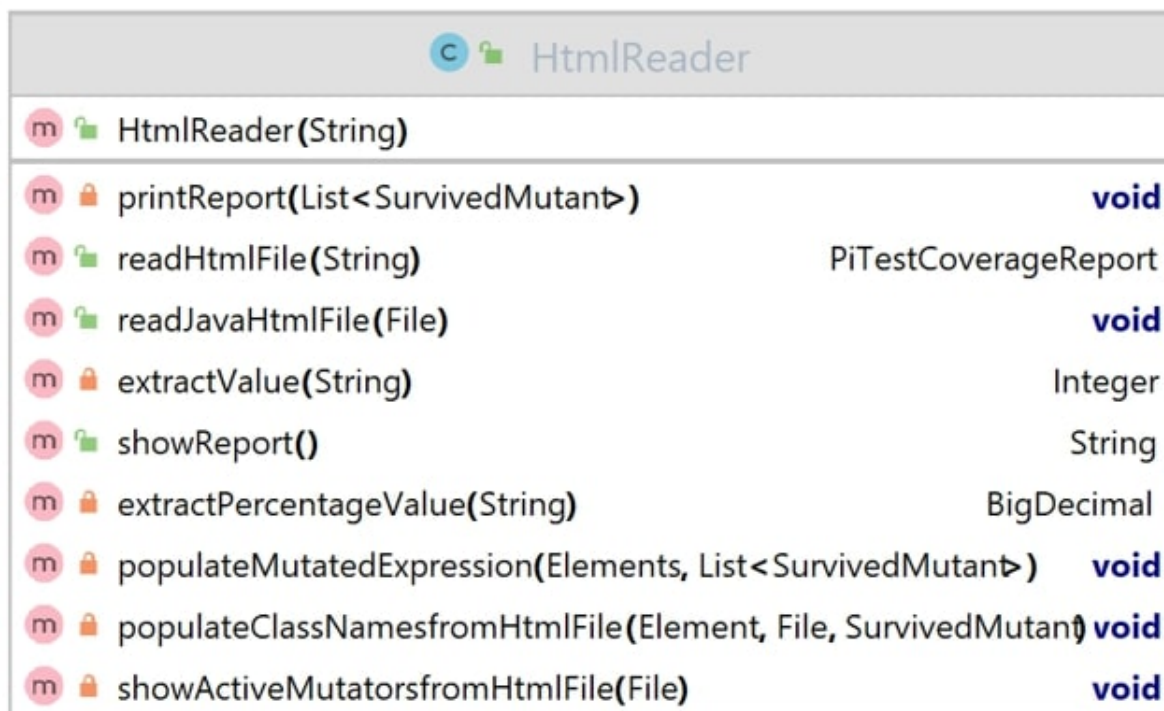 C HtmlReader
m HtmlReader(String)
m printReport(List<SurvivedMutant>) void
m readHtmlFile(String) PiTestCoverageReport
m readJavaHtmlFile(File) void
m extractValue(String) Integer
m showReport() String
m extractPercentageValue(String) BigDecimal
m populateMutatedExpression(Elements, List<SurvivedMutant>) void
m populateClassNamesfromHtmlFile(Element, File, SurvivedMutant) void
m showActiveMutatorsfromHtmlFile(File) void